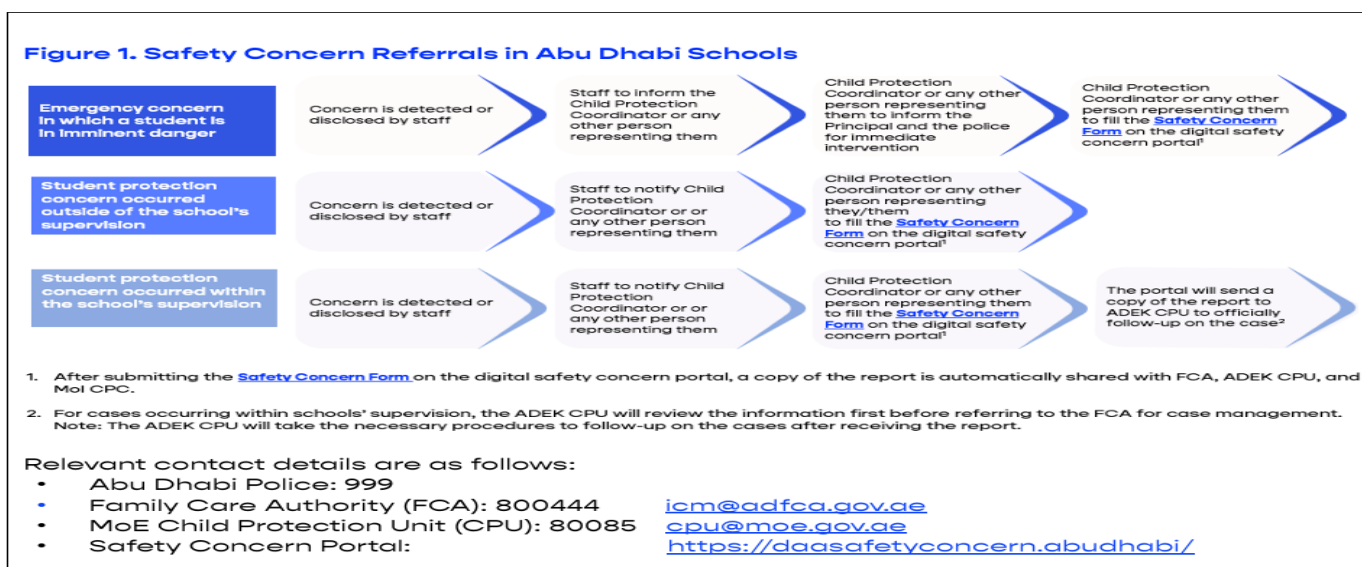 Figure 1. Safety Concern Referrals in Abu Dhabi Schools
Emergency concern
in which a student is
in imminent danger
Concern is detected or
disclosed by staff
Staff to inform the
Child Protection
Coordinator or any
other person
representing them
Child Protection
Coordinator or any other
person representing
them to inform the
Principal and the police
for immediate
intervention
Child Protection
Coordinator or any other
person representing them
to fill the Safety Concern
Form on the digital safety
concern portal¹
Student protection
concern occurred
outside of the school's
supervision
Concern is detected or
disclosed by staff
Staff to notify Child
Protection
Coordinator or or
any other person
representing them
Child Protection
Coordinator or any other
person representing
they/them
to fill the Safety Concern
Form on the digital safety
concern portal¹
Student protection
concern occurred within
the school's supervision
Concern is detected or
disclosed by staff
Staff to notify Child
Protection
Coordinator or or
any other person
representing them
Child Protection
Coordinator or any other
person representing them
to fill the Safety Concern
Form on the digital safety
concern portal¹
The portal will send a
copy of the report to
ADEK CPU to officially
follow-up on the case²
1. After submitting the Safety Concern Form on the digital safety concern portal, a copy of the report is automatically shared with FCA, ADEK CPU, and
MoI CPC.
2. For cases occurring within schools' supervision, the ADEK CPU will review the information first before referring to the FCA for case management.
Note: The ADEK CPU will take the necessary procedures to follow-up on the cases after receiving the report.
Relevant contact details are as follows:
• Abu Dhabi Police: 999
• Family Care Authority (FCA): 800444 icm@adfca.gov.ae
• MoE Child Protection Unit (CPU): 80085 cpu@moe.gov.ae
• Safety Concern Portal: https://daasafetyconcern.abudhabi/